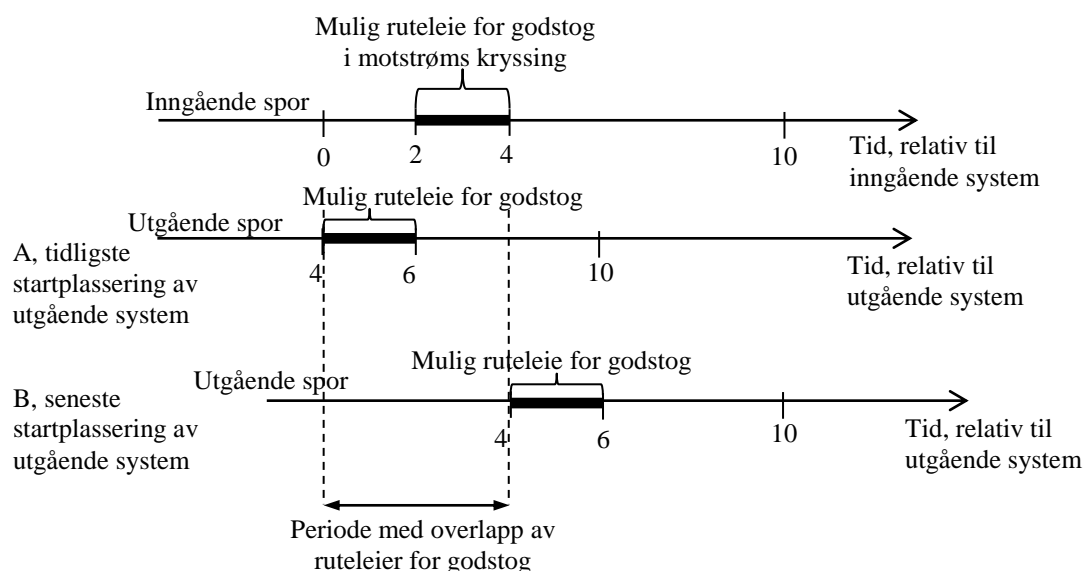 Mulig ruteleie for godstog
i motstrøms kryssing
Inngående spor
0
2
4
10
Tid, relativ til
inngående system
Mulig ruteleie for godstog
Utgående spor
A, tidligste
startplassering av
utgående system
4
6
10
Tid, relativ til
utgående system
Mulig ruteleie for godstog
Utgående spor
B, seneste
startplassering av
utgående system
4
6
10
Tid, relativ til
utgående system
Periode med overlapp av
ruteleier for godstog